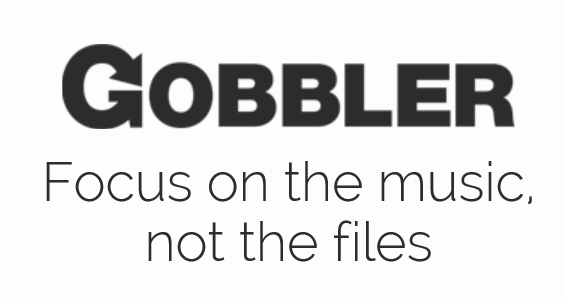 GOBBLER
Focus on the music,
not the files